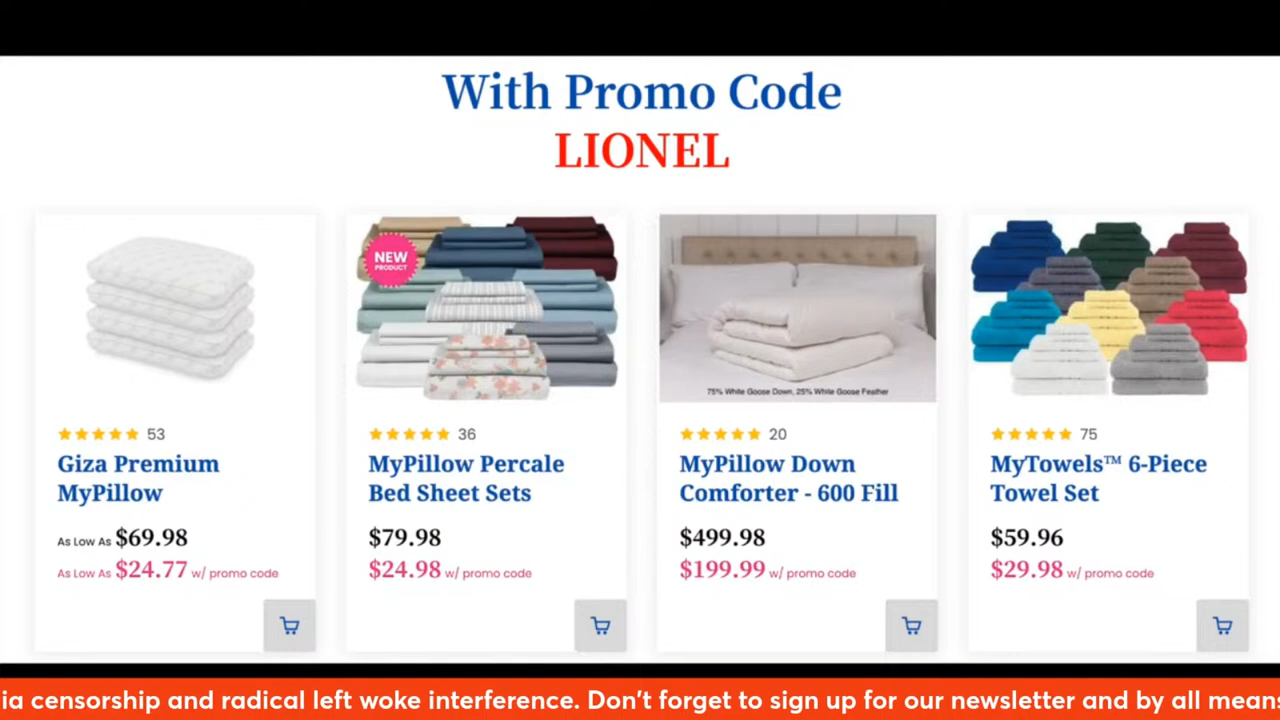 With Promo Code
LIONEL
NEW
PRODUCT
75% White Goose Down, 25% White Goose Feather
53
Giza Premium
MyPillow
As Low As $69.98
As Low As $24.77 w/ promo code
36
MyPillow Percale
Bed Sheet Sets
$79.98
$24.98 w/ promo code
20
MyPillow Down
Comforter - 600 Fill
$499.98
$199.99 w/ promo code
75
MyTowels™ 6-Piece
Towel Set
$59.96
$29.98 w/ promo code
ia censorship and radical left woke interference. Don't forget to sign up for our newsletter and by all mean